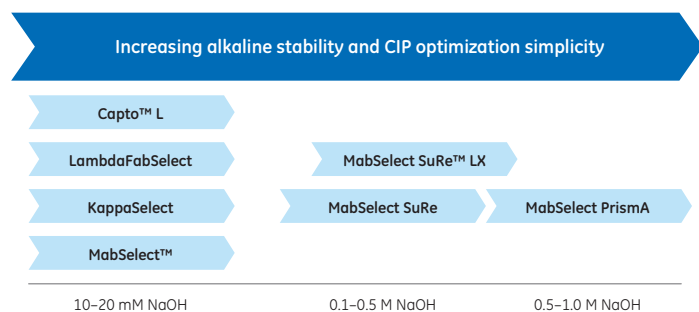 Increasing alkaline stability and CIP optimization simplicity
Capto™ L
LambdaFabSelect
MabSelect SuRe™ LX
KappaSelect
MabSelect SuRe
MabSelect PrismA
MabSelect™
10–20 mM NaOH
0.1–0.5 M NaOH
0.5–1.0 M NaOH